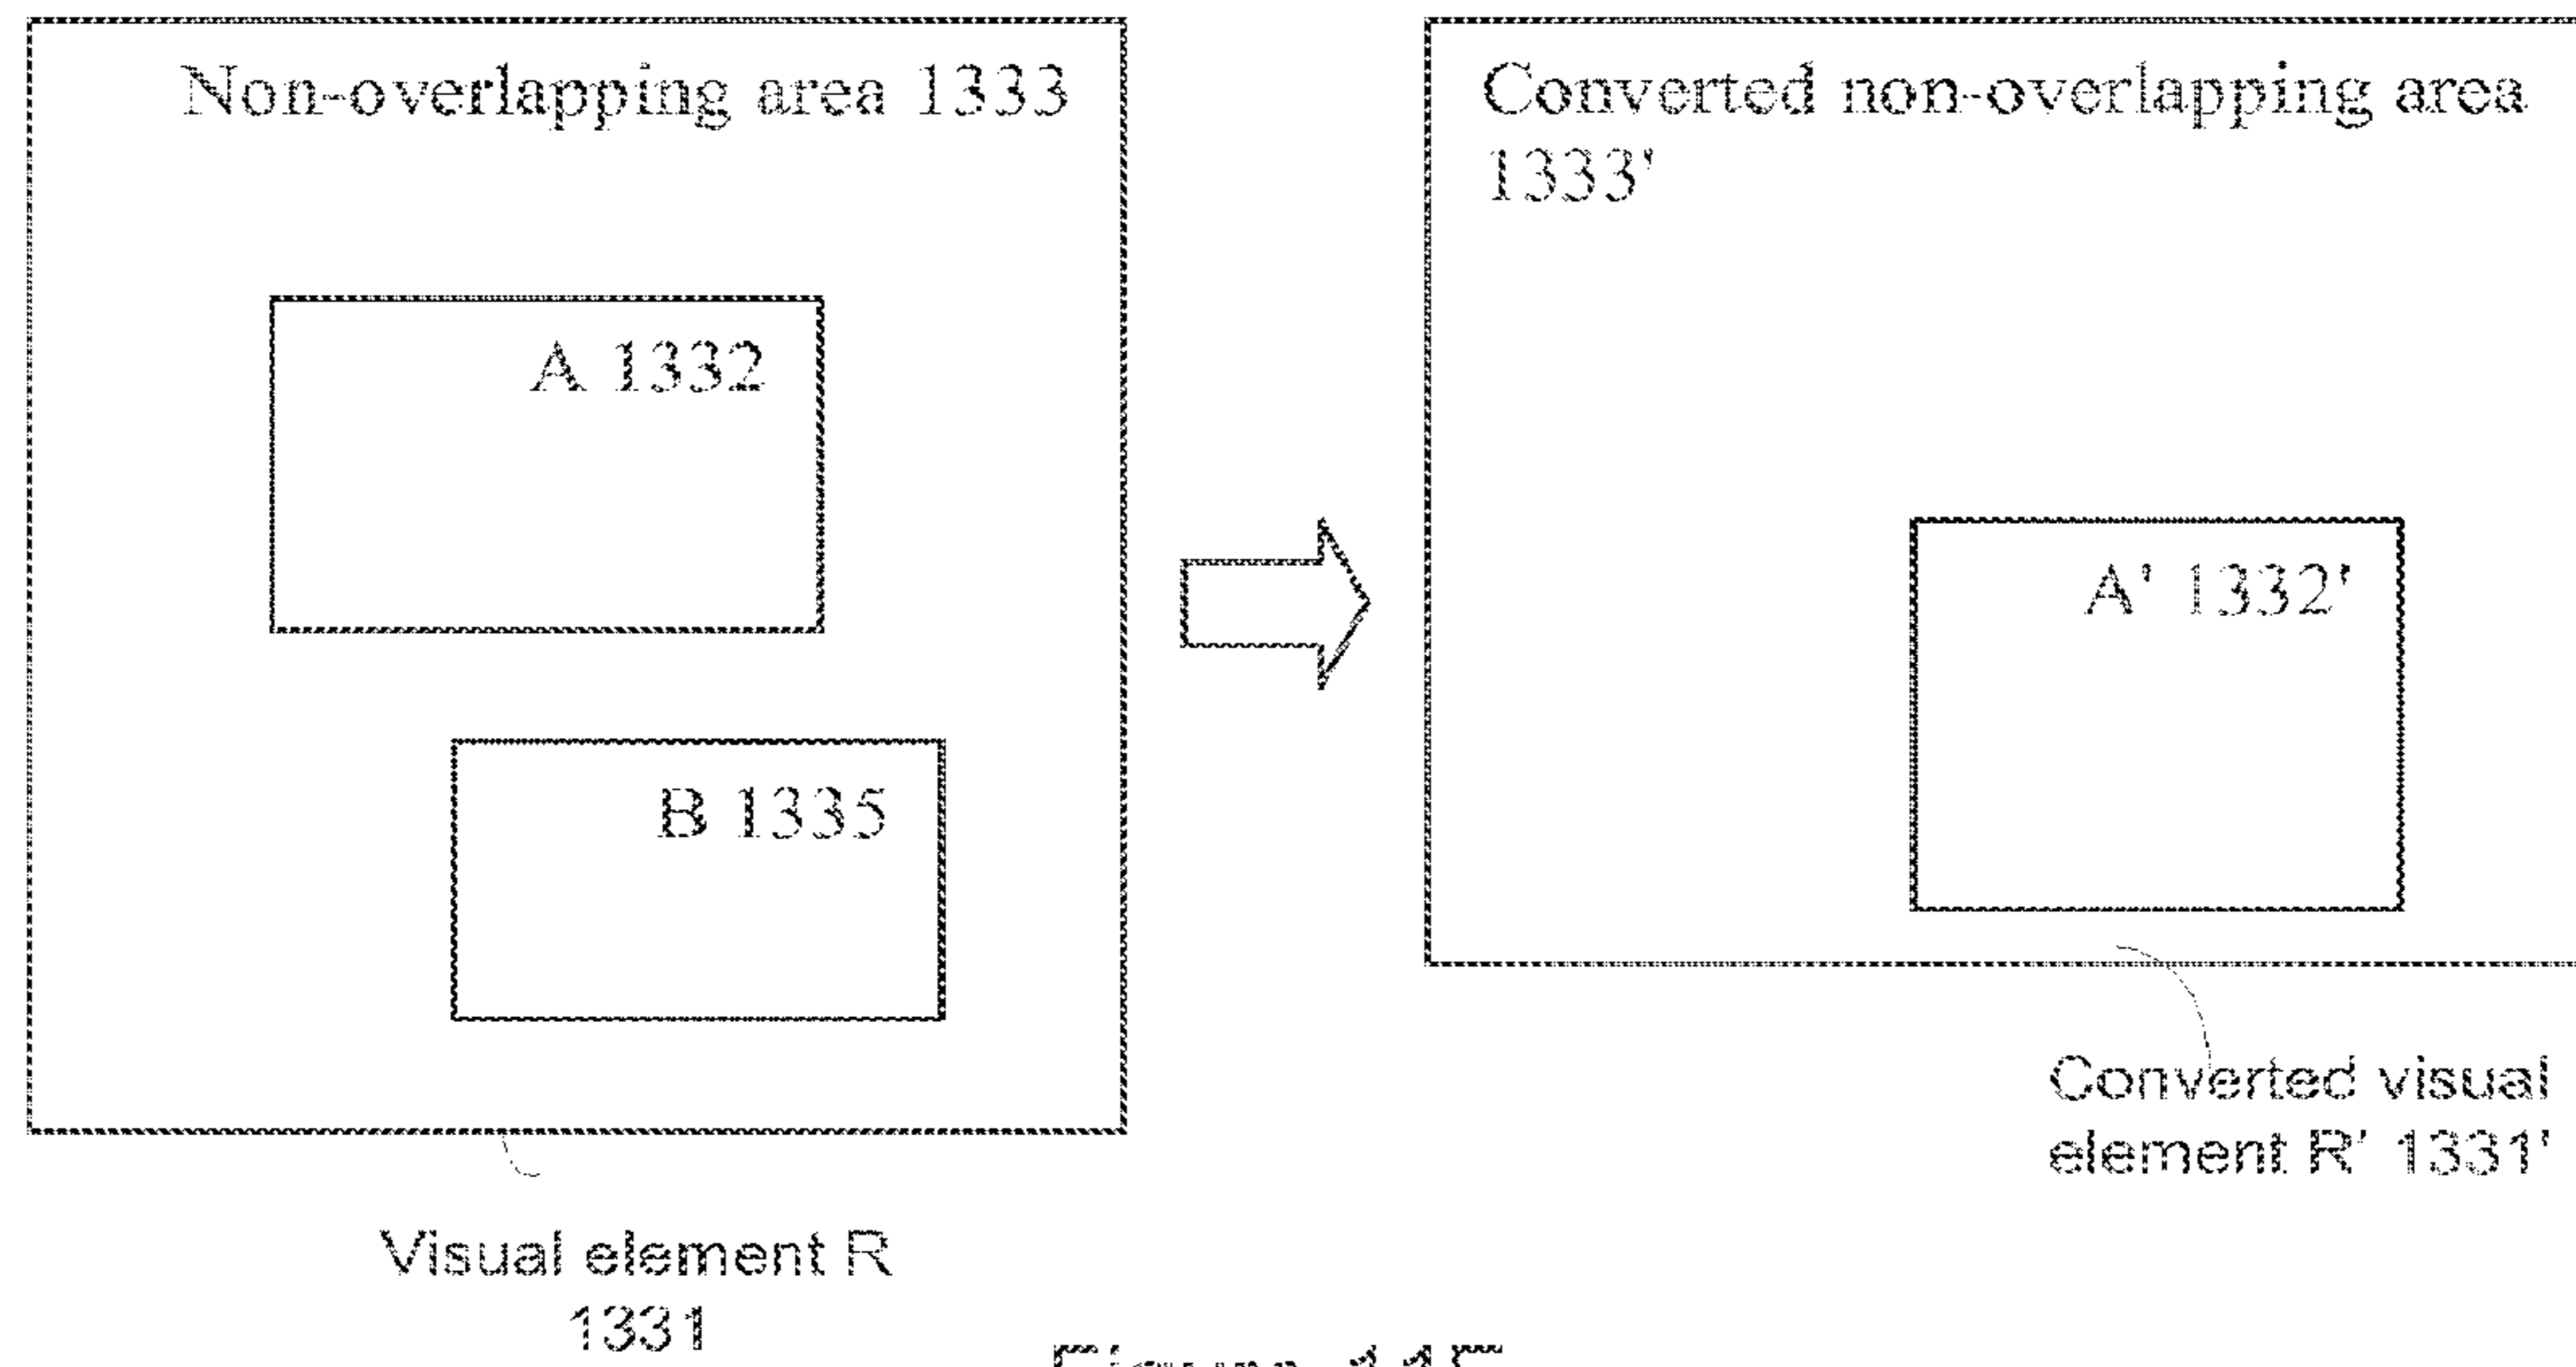 Non-overlapping area 1333
A 1332
B 1335
Visual element R
1331
Converted non-overlapping area
1333'
A' 1332'
Converted visual
element R' 1331'
Figure